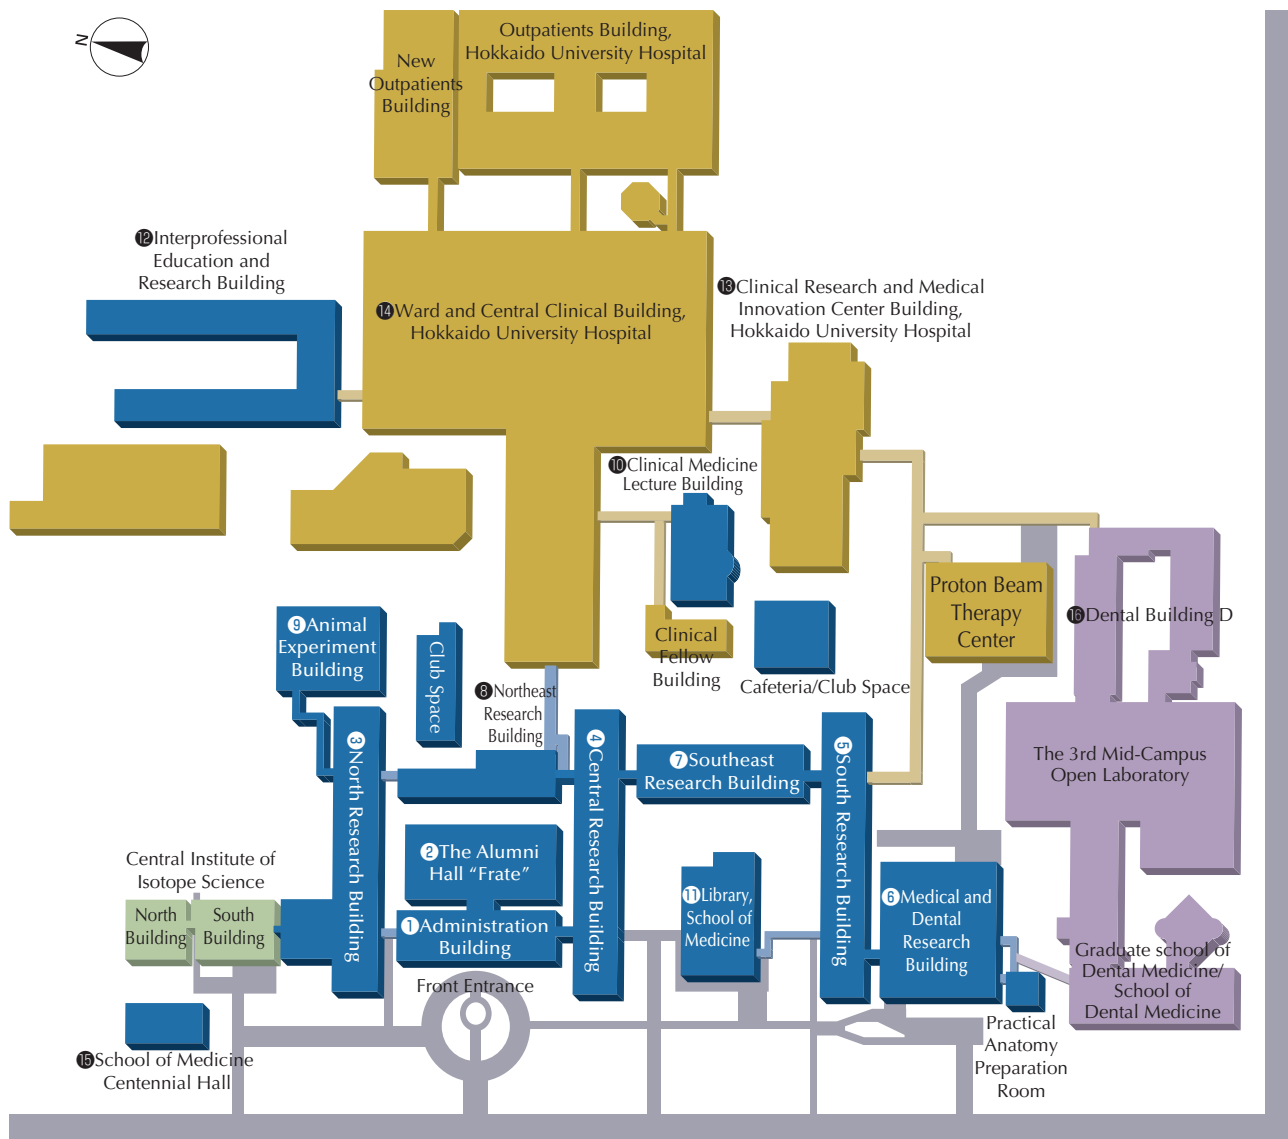 N
Outpatients Building,
Hokkaido University Hospital
New
Outpatients
Building
⓬Interprofessional
Education and
Research Building
⓮Ward and Central Clinical Building,
Hokkaido University Hospital
⓭Clinical Research and Medical
Innovation Center Building,
Hokkaido University Hospital
❿Clinical Medicine
Lecture Building
Proton Beam
Therapy
Center
⓰Dental Building D
❾Animal
Experiment
Building
Club Space
Clinical
Fellow
Building
Cafeteria/Club Space
❽Northeast
Research
Building
❸North Research Building
❹Central Research Building
❼Southeast
Research Building
❺South Research Building
The 3rd Mid-Campus
Open Laboratory
❷The Alumni
Hall “Frate”
Central Institute of
Isotope Science
North
Building
South
Building
❶Administration
Building
⓫Library,
School of
Medicine
❻Medical and
Dental
Research
Building
Graduate school of
Dental Medicine/
School of
Dental Medicine
Front Entrance
Practical
Anatomy
Preparation
Room
⓯School of Medicine
Centennial Hall